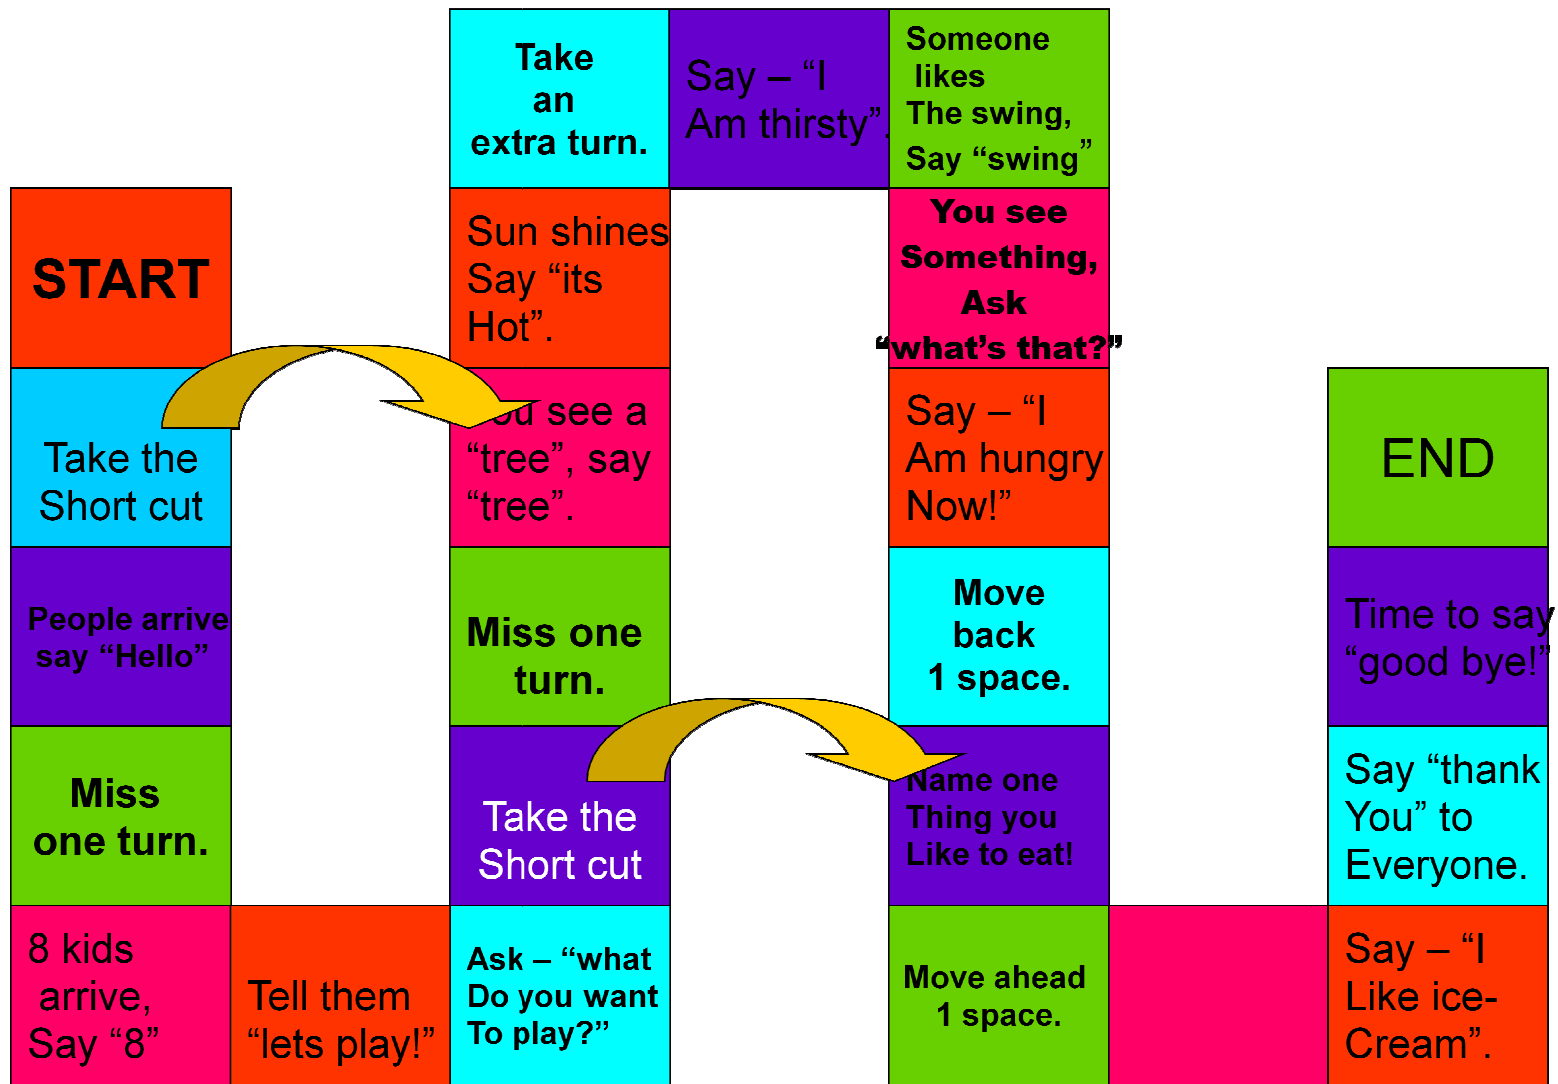 START
Take the
Short cut
People arrive
say “Hello”
Miss
one turn.
8 kids
arrive,
Say “8”
Tell them
“lets play!”
Ask – “what
Do you want
To play?”
Take the
Short cut
Miss one
turn.
You see a
“tree”, say
“tree”.
Sun shines
Say “its
Hot”.
Take
an
extra turn.
Say – “I
Am thirsty”.
Someone
likes
The swing,
Say “swing”
You see
Something,
Ask
“what’s that?”
Say – “I
Am hungry
Now!”
Move
back
1 space.
Name one
Thing you
Like to eat!
Move ahead
1 space.
Say – “I
Like ice-
Cream”.
Say “thank
You” to
Everyone.
Time to say
“good bye!”
END